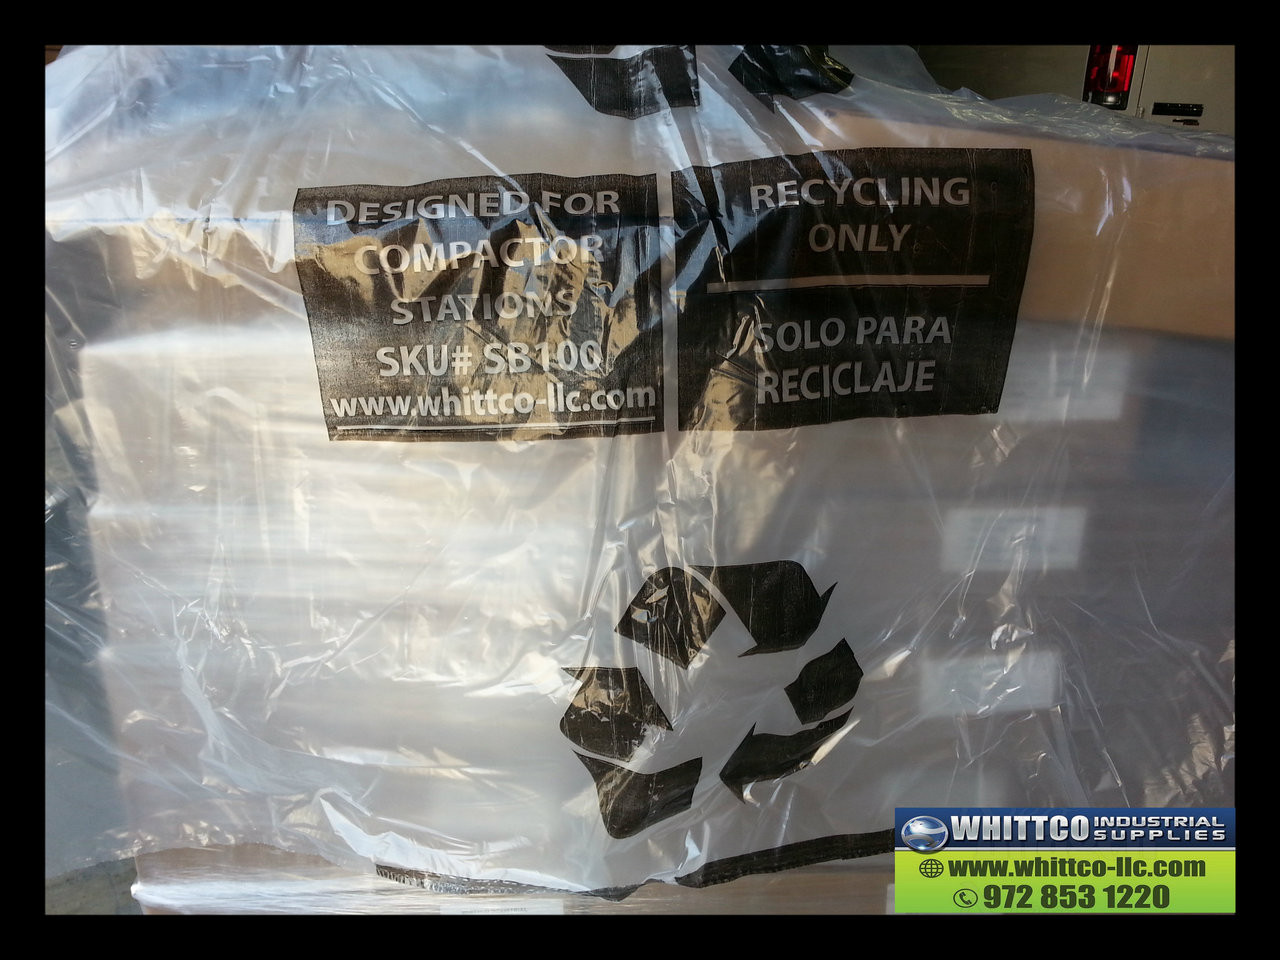 DESIGNED FOR
COMPACTOR
STATIONS
SKU# SB100
www.whittco-llc.com
RECYCLING
ONLY
SOLO PARA
RECICLAJE
WHITTCO INDUSTRIAL SUPPLIES
www.whittco-llc.com
972 853 1220